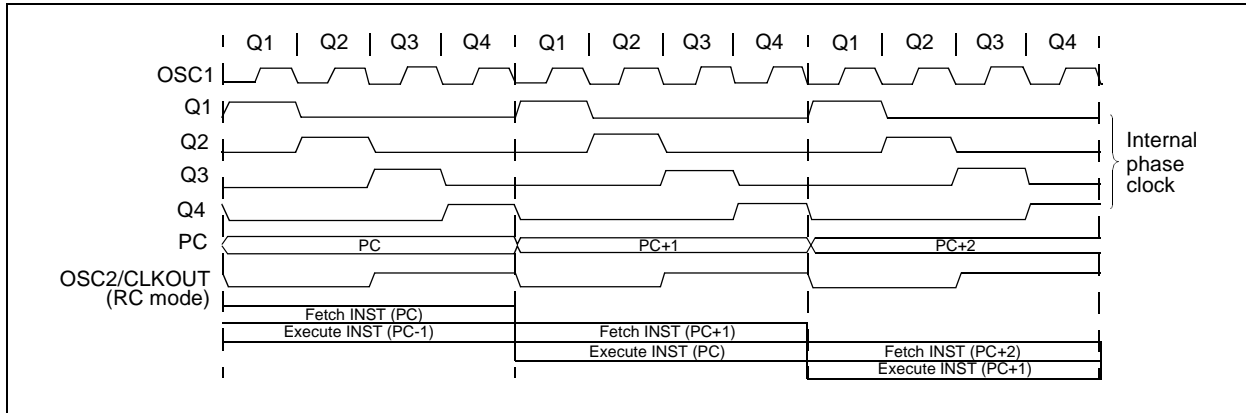 Q1 Q2 Q3 Q4 Q1 Q2 Q3 Q4 Q1 Q2 Q3 Q4
OSC1
Q1
Q2
Q3
Q4
Internal
phase
clock
PC PC PC+1 PC+2
OSC2/CLKOUT
(RC mode)
Fetch INST (PC)
Execute INST (PC-1) Fetch INST (PC+1)
Execute INST (PC) Fetch INST (PC+2)
Execute INST (PC+1)